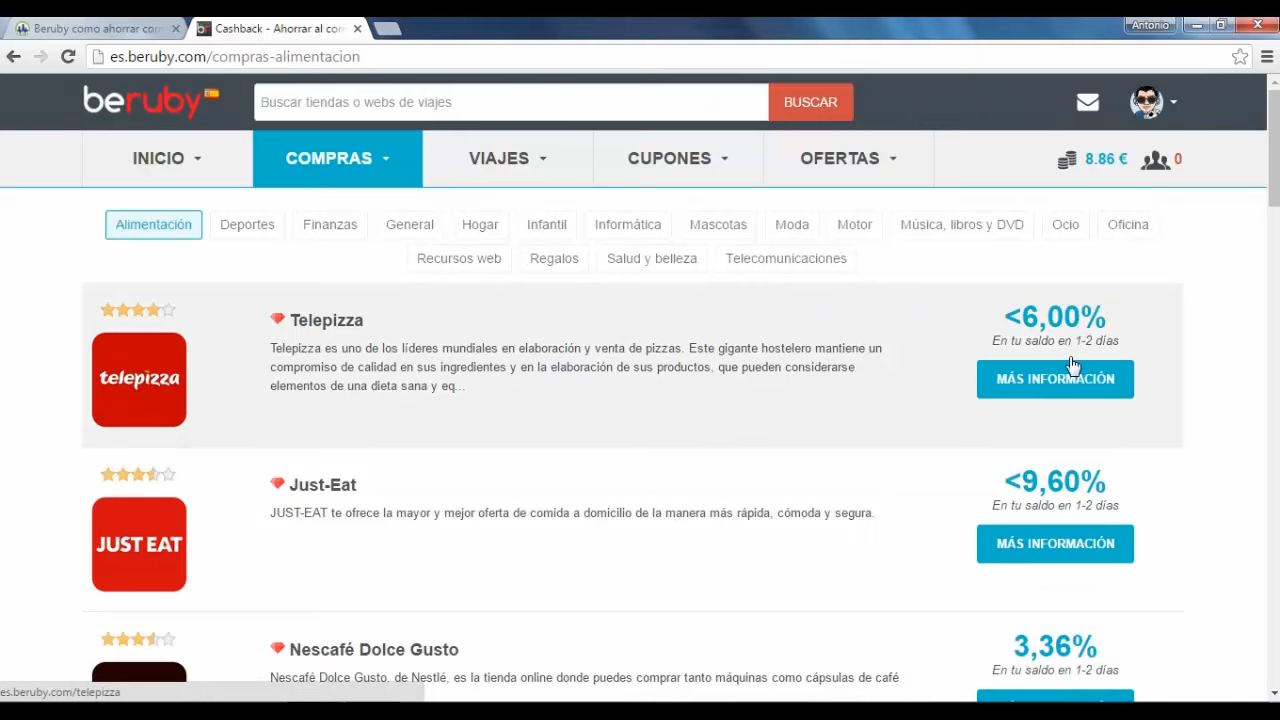 Beruby como ahorrar con
Cashback - Ahorrar al con
Antonio
es.beruby.com/compras-alimentacion
beruby
Buscar tiendas o webs de viajes
BUSCAR
INICIO
COMPRAS
VIAJES
CUPONES
OFERTAS
8.86 €
0
Alimentación
Deportes
Finanzas
General
Hogar
Infantil
Informática
Mascotas
Moda
Motor
Música, libros y DVD
Ocio
Oficina
Recursos web
Regalos
Salud y belleza
Telecomunicaciones
telepizza
Telepizza
Telepizza es uno de los líderes mundiales en elaboración y venta de pizzas. Este gigante hostelero mantiene un
compromiso de calidad en sus ingredientes y en la elaboración de sus productos, que pueden considerarse
elementos de una dieta sana y eq...
<6,00%
En tu saldo en 1-2 días
MÁS INFORMACIÓN
JUST EAT
Just-Eat
JUST-EAT te ofrece la mayor y mejor oferta de comida a domicilio de la manera más rápida, cómoda y segura.
<9,60%
En tu saldo en 1-2 días
MÁS INFORMACIÓN
Nescafé Dolce Gusto
Nescafé Dolce Gusto, de Nestlé, es la tienda online donde puedes comprar tanto máquinas como cápsulas de café
3,36%
En tu saldo en 1-2 días
es.beruby.com/telepizza